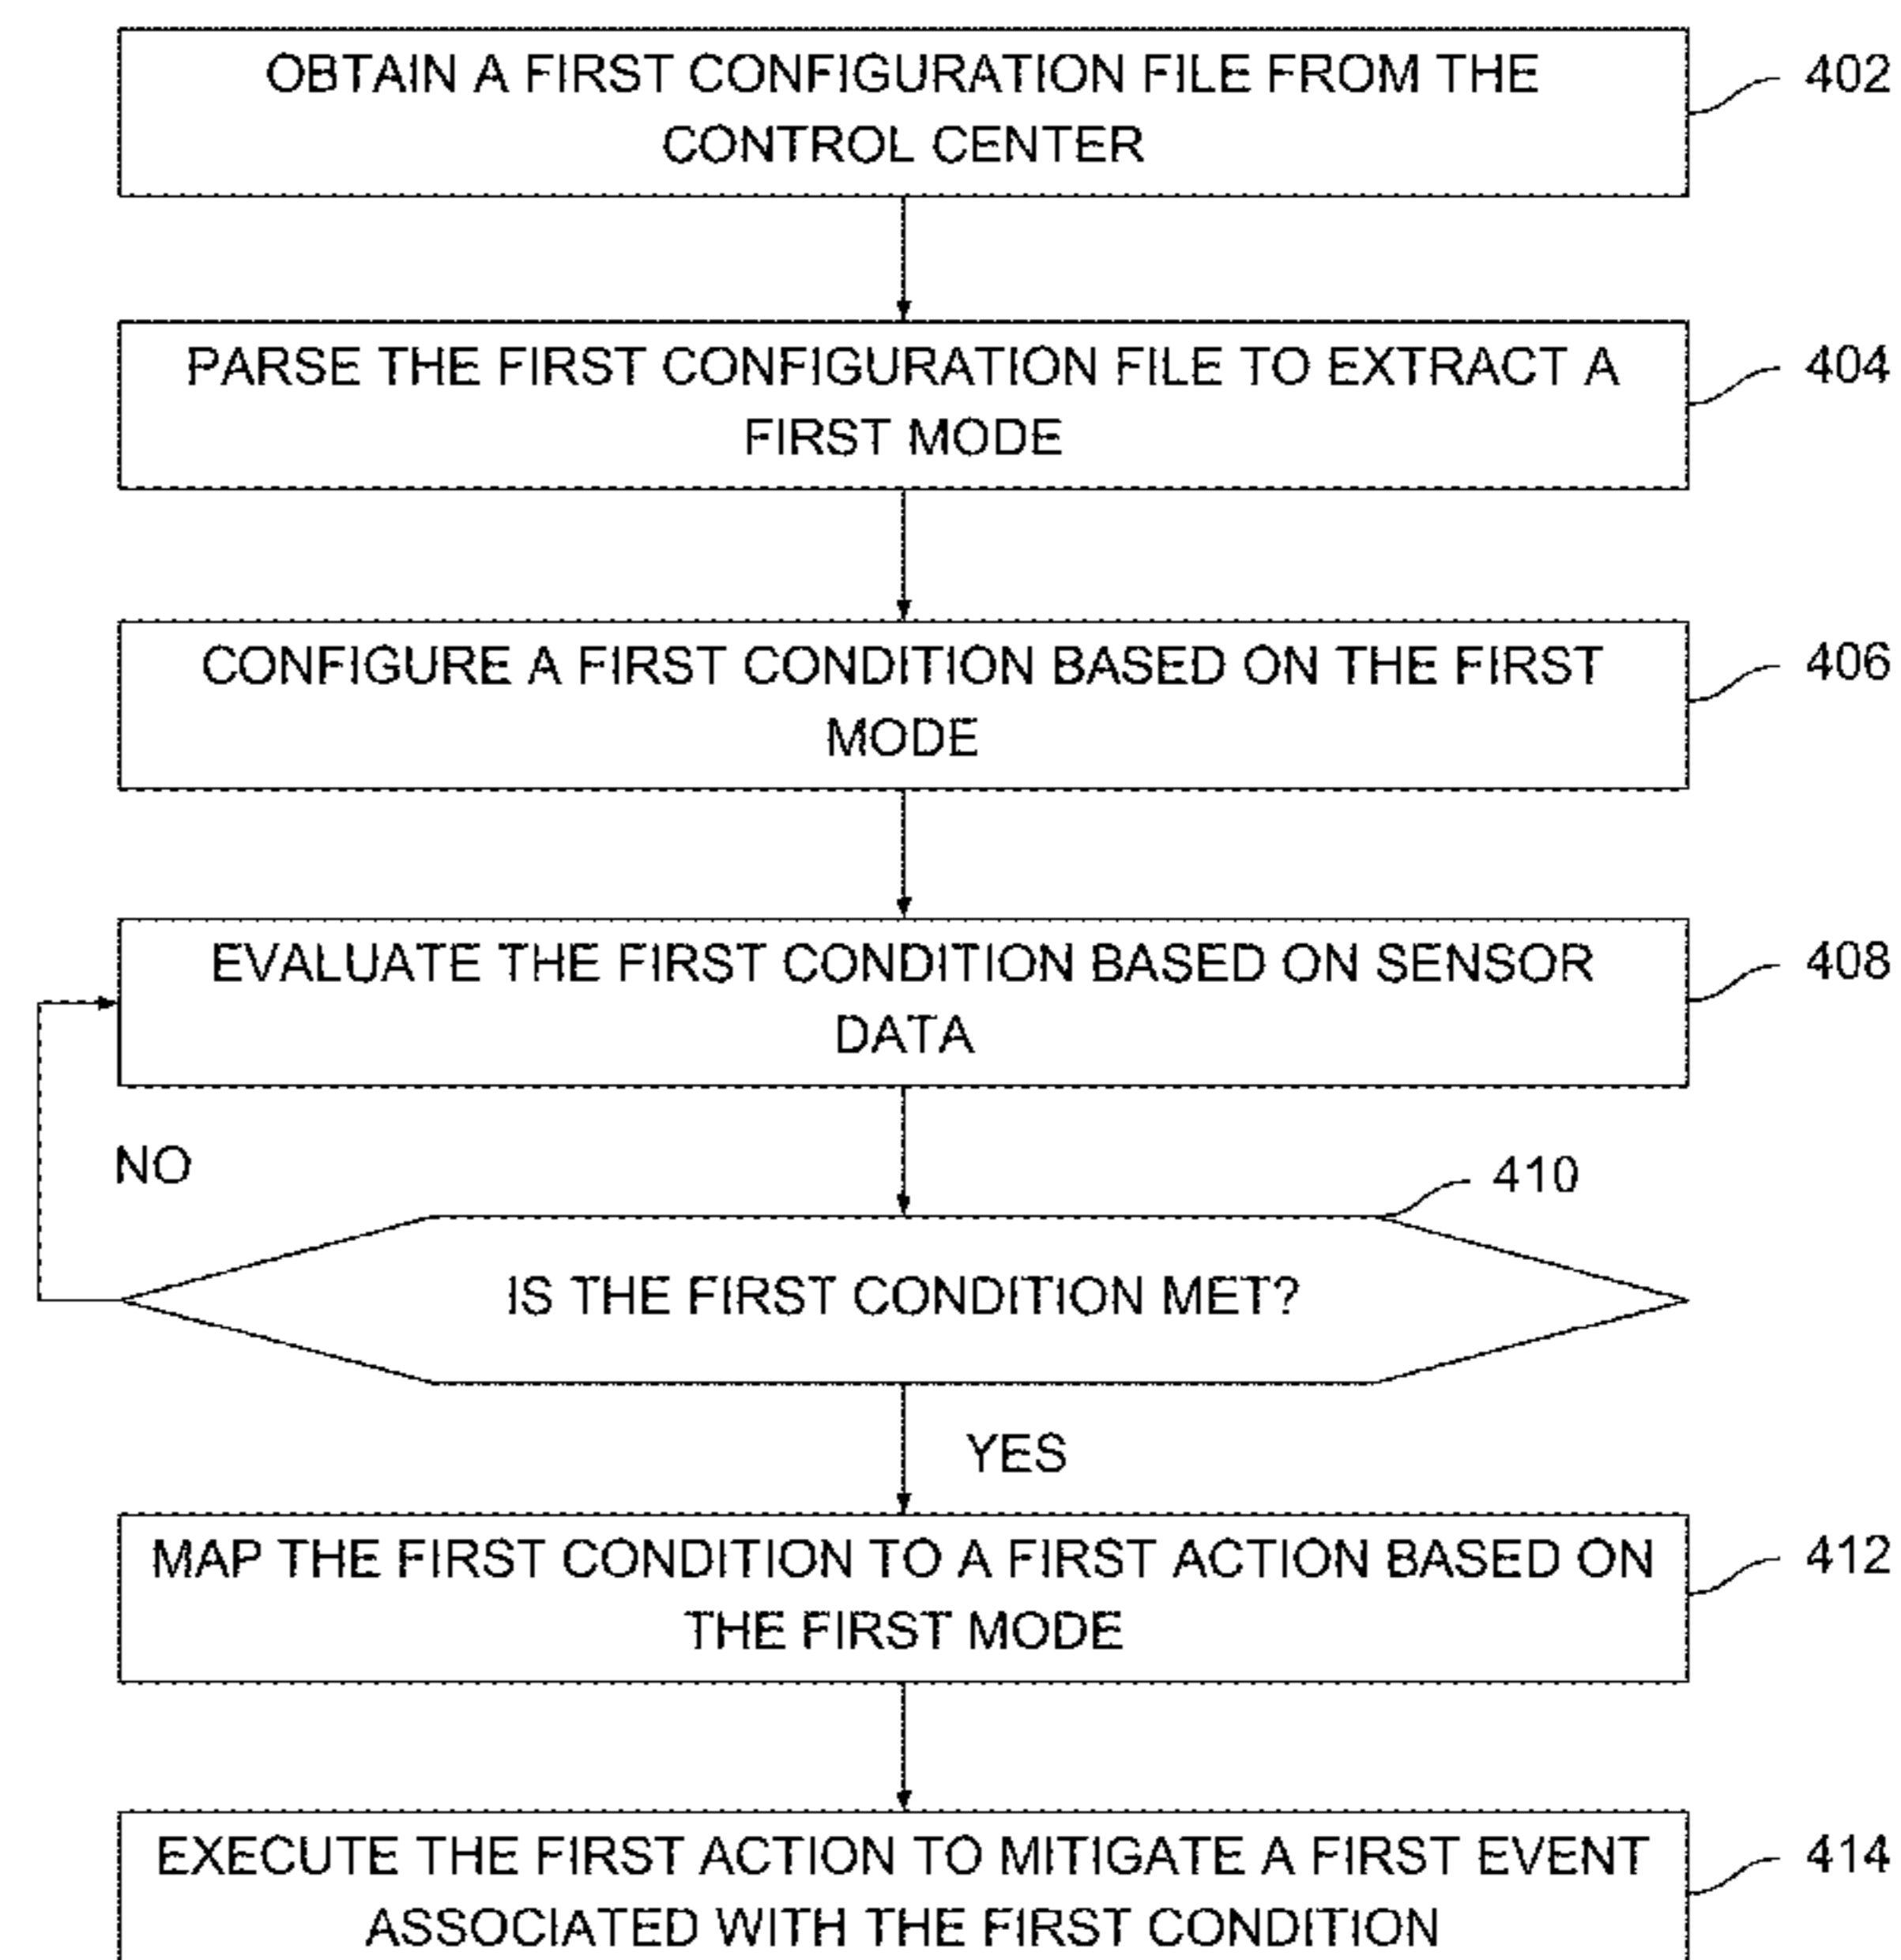 OBTAIN A FIRST CONFIGURATION FILE FROM THE
CONTROL CENTER
402
PARSE THE FIRST CONFIGURATION FILE TO EXTRACT A
FIRST MODE
404
CONFIGURE A FIRST CONDITION BASED ON THE FIRST
MODE
406
EVALUATE THE FIRST CONDITION BASED ON SENSOR
DATA
408
NO
410
IS THE FIRST CONDITION MET?
YES
MAP THE FIRST CONDITION TO A FIRST ACTION BASED ON
THE FIRST MODE
412
EXECUTE THE FIRST ACTION TO MITIGATE A FIRST EVENT
ASSOCIATED WITH THE FIRST CONDITION
414